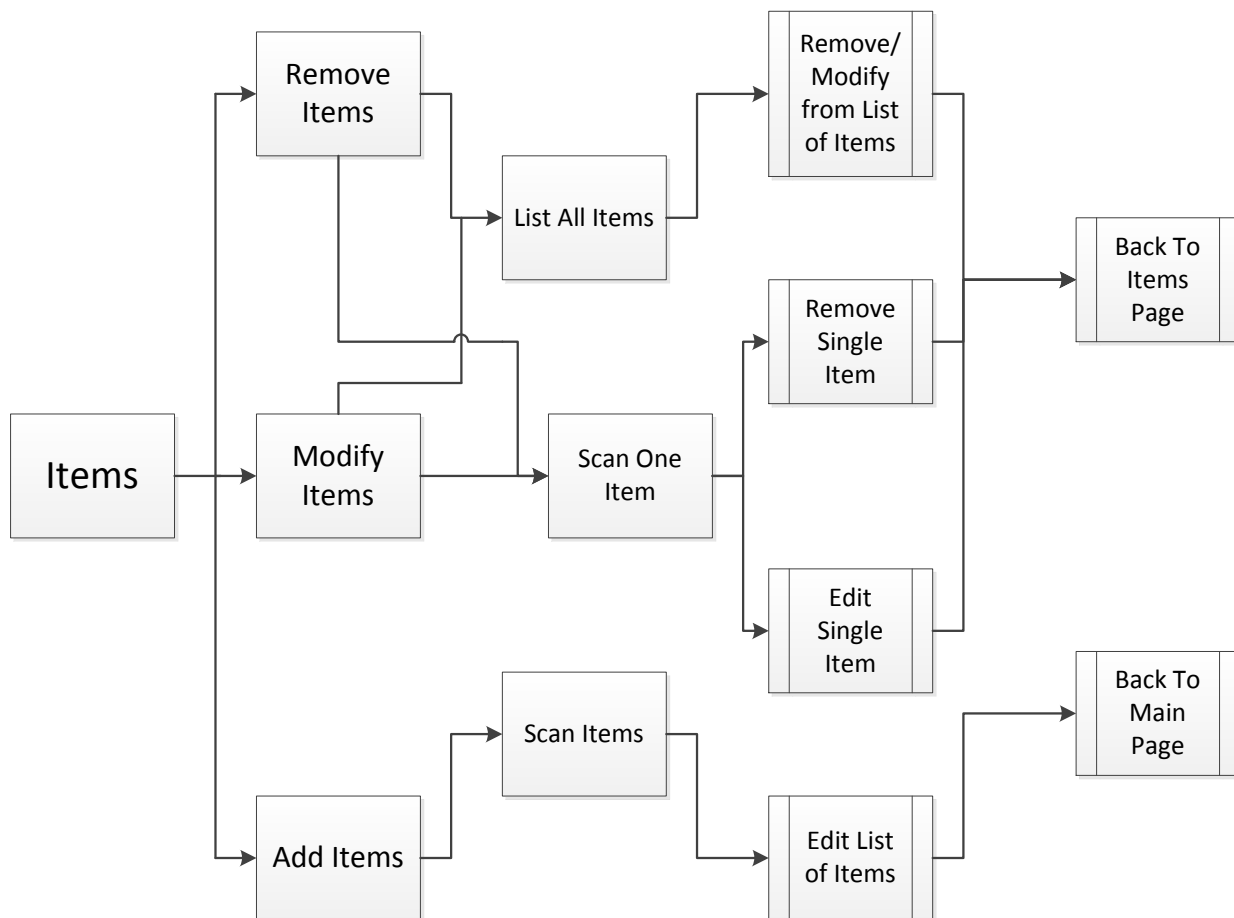 Remove
Items
Remove/
Modify
from List
of Items
List All Items
Back To
Items
Page
Remove
Single
Item
Items
Modify
Items
Scan One
Item
Edit
Single
Item
Back To
Main
Page
Scan Items
Add Items
Edit List
of Items